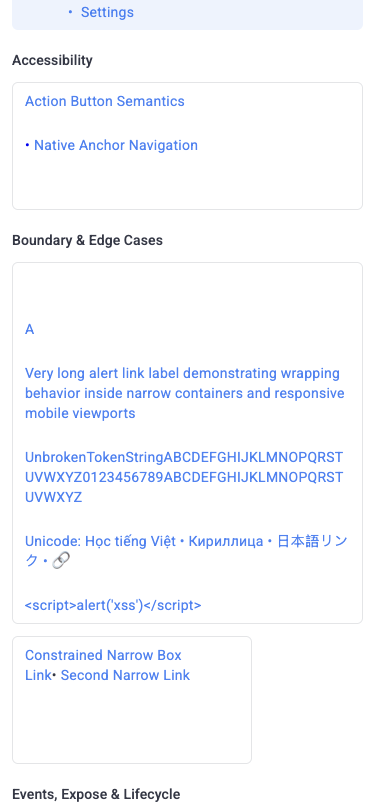 • Settings
Accessibility
Action Button Semantics
• Native Anchor Navigation
Boundary & Edge Cases
A
Very long alert link label demonstrating wrapping
behavior inside narrow containers and responsive
mobile viewports
UnbrokenTokenStringABCDEFGHIJKLMNOPQRST
UVWXYZ0123456789ABCDEFGHIJKLMNOPQRST
UVWXYZ
Unicode: Học tiếng Việt • Кириллица • 日本語リン
ク • 🔗
<script>alert('xss')</script>
Constrained Narrow Box
Link• Second Narrow Link
Events, Expose & Lifecycle